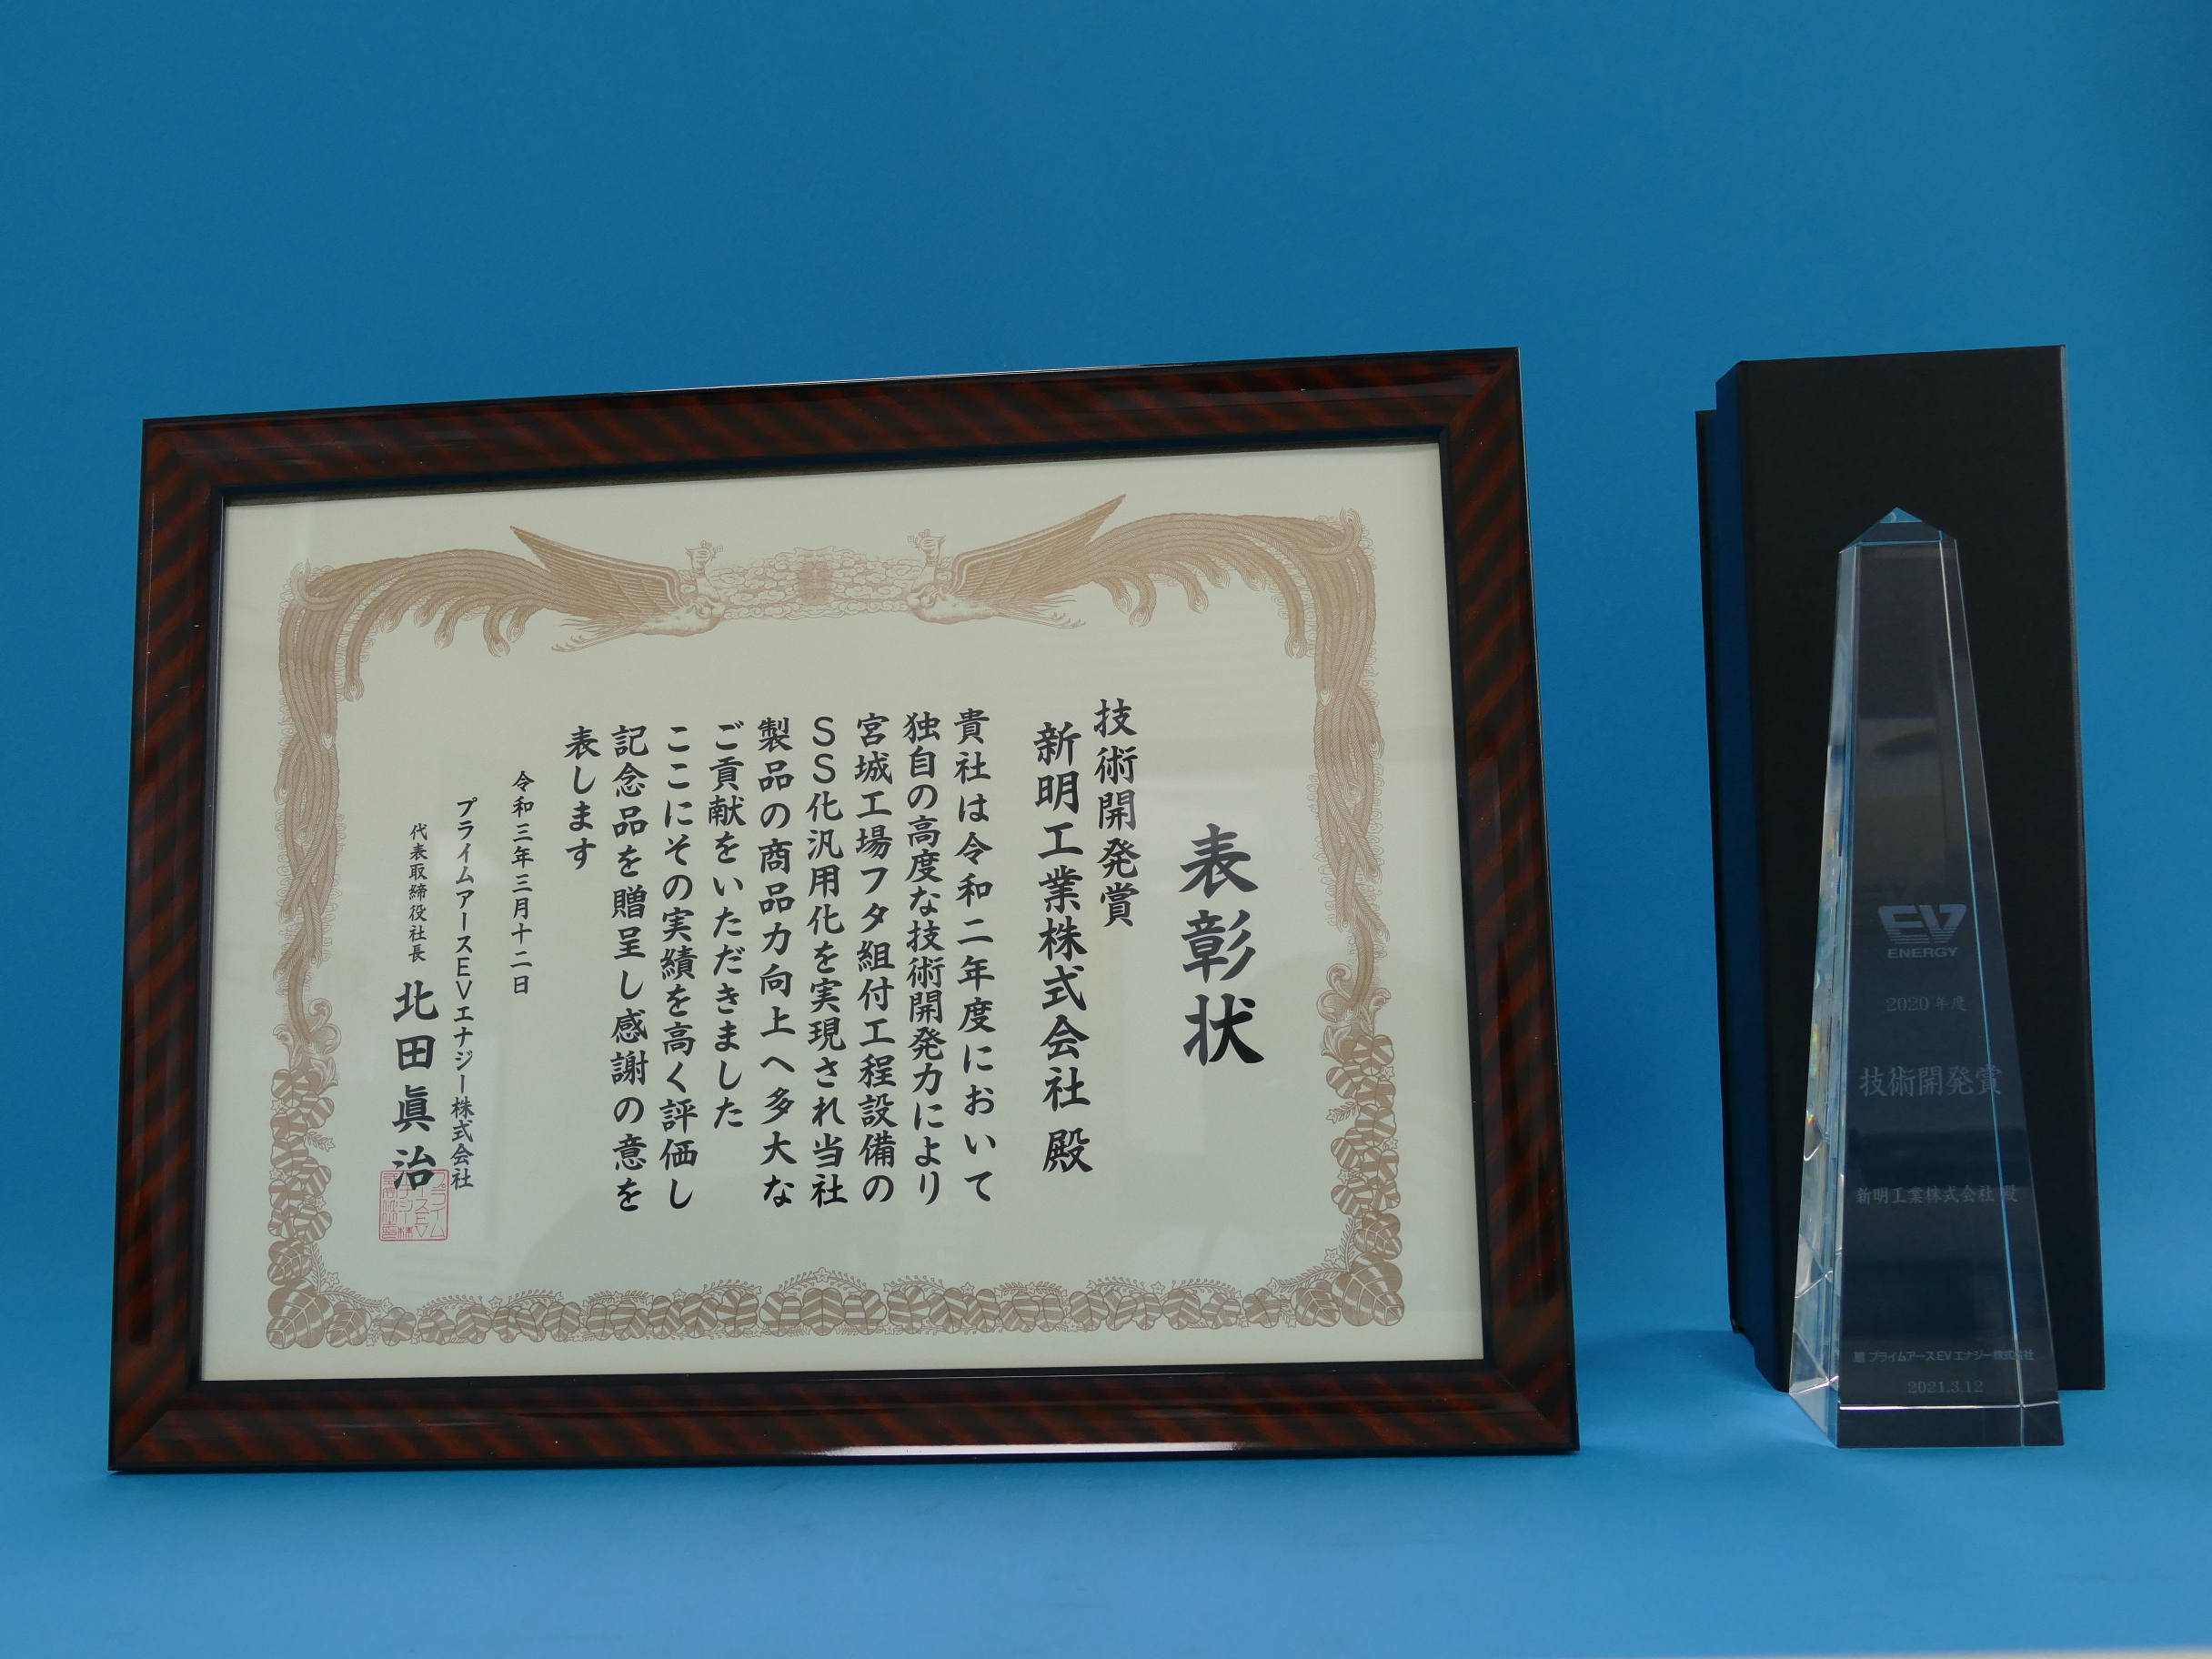 表彰状
技術開発賞
新明工業株式会社 殿
貴社は令和二年度において
独自の高度な技術開発力により
宮城工場フタ組付工程設備の
SS化汎用化を実現され当社
製品の商品力向上へ多大な
ご貢献をいただきました
ここにその実績を高く評価し
記念品を贈呈し感謝の意を
表します
令和三年三月十二日
プライムアースEVエナジー株式会社
代表取締役社長 北田眞治
EV
ENERGY
2020年度
技術開発賞
新明工業株式会社 殿
プライムアースEVエナジー株式会社
2021.3.12